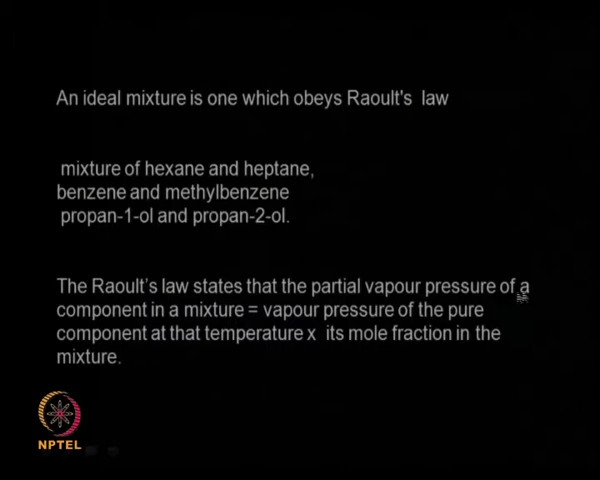 An ideal mixture is one which obeys Raoult's law
mixture of hexane and heptane,
benzene and methylbenzene
propan-1-ol and propan-2-ol.
The Raoult's law states that the partial vapour pressure of a
component in a mixture = vapour pressure of the pure
component at that temperature x its mole fraction in the
mixture.
NPTEL